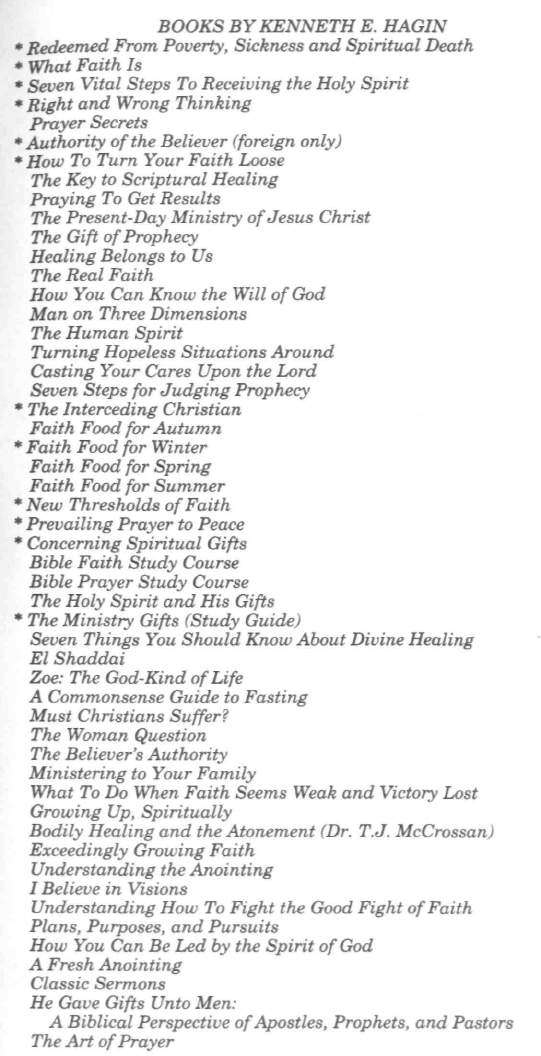 BOOKS BY KENNETH E. HAGIN
* Redeemed From Poverty, Sickness and Spiritual Death
* What Faith Is
* Seven Vital Steps To Receiving the Holy Spirit
* Right and Wrong Thinking
Prayer Secrets
* Authority of the Believer (foreign only)
* How To Turn Your Faith Loose
The Key to Scriptural Healing
Praying To Get Results
The Present-Day Ministry of Jesus Christ
The Gift of Prophecy
Healing Belongs to Us
The Real Faith
How You Can Know the Will of God
Man on Three Dimensions
The Human Spirit
Turning Hopeless Situations Around
Casting Your Cares Upon the Lord
Seven Steps for Judging Prophecy
* The Interceding Christian
Faith Food for Autumn
* Faith Food for Winter
Faith Food for Spring
Faith Food for Summer
* New Thresholds of Faith
* Prevailing Prayer to Peace
* Concerning Spiritual Gifts
Bible Faith Study Course
Bible Prayer Study Course
The Holy Spirit and His Gifts
* The Ministry Gifts (Study Guide)
Seven Things You Should Know About Divine Healing
El Shaddai
Zoe: The God-Kind of Life
A Commonsense Guide to Fasting
Must Christians Suffer?
The Woman Question
The Believer's Authority
Ministering to Your Family
What To Do When Faith Seems Weak and Victory Lost
Growing Up, Spiritually
Bodily Healing and the Atonement (Dr. T.J. McCrossan)
Exceedingly Growing Faith
Understanding the Anointing
I Believe in Visions
Understanding How To Fight the Good Fight of Faith
Plans, Purposes, and Pursuits
How You Can Be Led by the Spirit of God
A Fresh Anointing
Classic Sermons
He Gave Gifts Unto Men:
A Biblical Perspective of Apostles, Prophets, and Pastors
The Art of Prayer